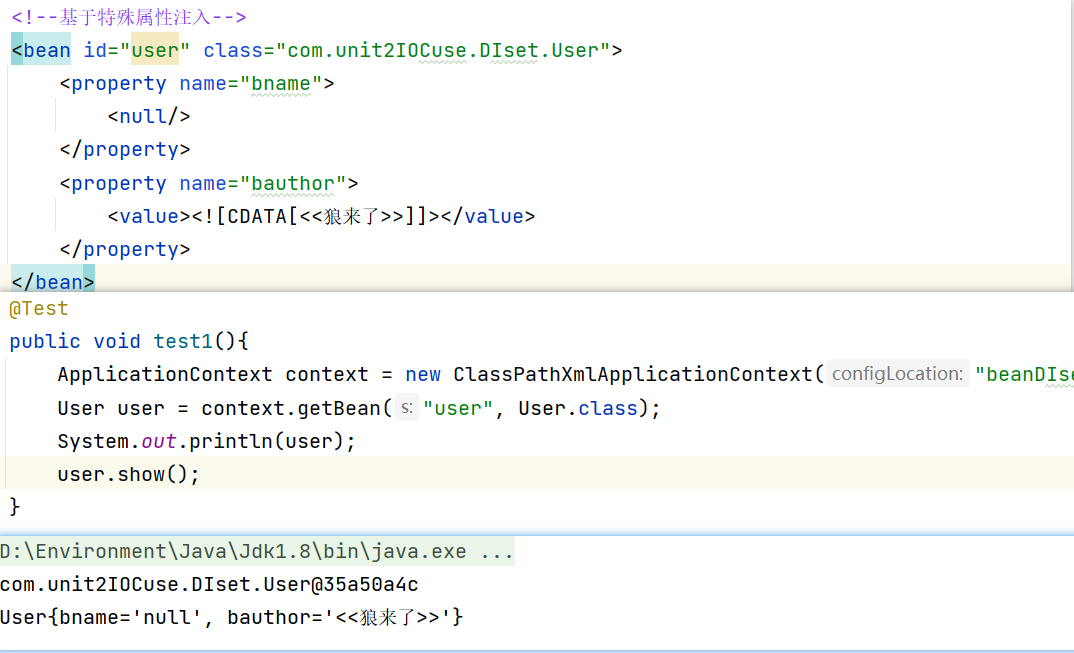 <!--基于特殊属性注入-->
<bean id="user" class="com.unit2IOCuse.DIset.User">
<property name="bname">
<null/>
</property>
<property name="bauthor">
<value><![CDATA[<<狼来了>>]]></value>
</property>
</bean>
@Test
public void test1(){
ApplicationContext context = new ClassPathXmlApplicationContext( configLocation: "beanDIse
User user = context.getBean( s: "user", User.class);
System.out.println(user);
user.show();
}
D:\Environment\Java\Jdk1.8\bin\java.exe ...
com.unit2IOCuse.DIset.User@35a50a4c
User{bname='null', bauthor='<<狼来了>>'}